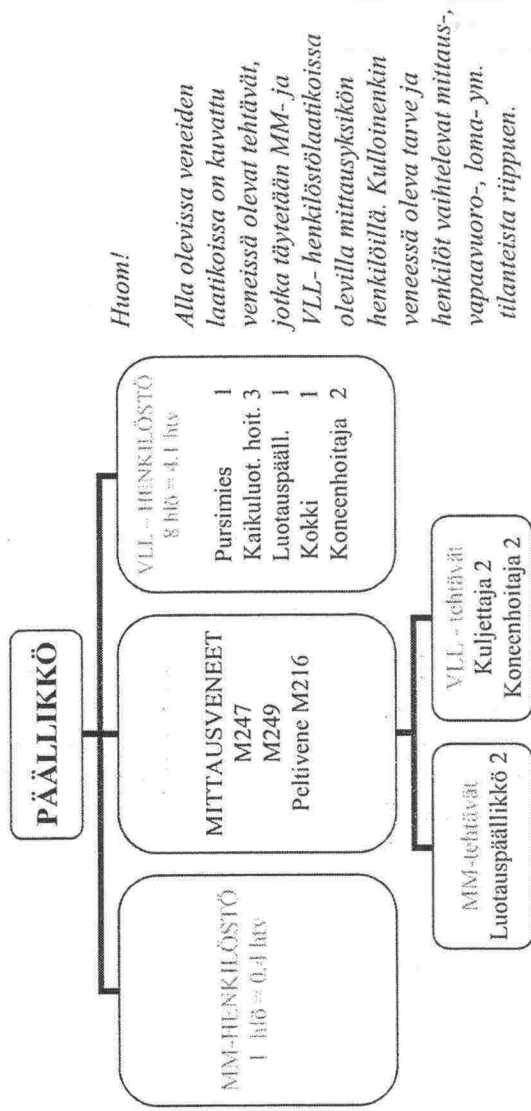 PÄÄLLIKKÖ
MM-HENKILÖSTÖ
1 hlö = 0.4 htv
MITTAUSVENEET
M247
M249
Peltivene M216
VLL – HENKILÖSTÖ
8 hlö = 4.1 htv
Pursimies 1
Kaikuluot. hoit. 3
Luotauspääll. 1
Kokki 1
Koneenhoitaja 2
MM-tehtävät
Luotauspäällikkö 2
VLL - tehtävät
Kuljettaja 2
Koneenhoitaja 2
Huom!
Alla olevissa veneiden
laatikoissa on kuvattu
veneissä olevat tehtävät,
jotka täytetään MM- ja
VLL- henkilöstölaatikoissa
olevilla mittausyksikön
henkilöillä. Kulloinenkin
veneessä oleva tarve ja
henkilöt vaihtelevat mittaus-,
vapaavuoro-, loma- ym.
tilanteista riippuen.